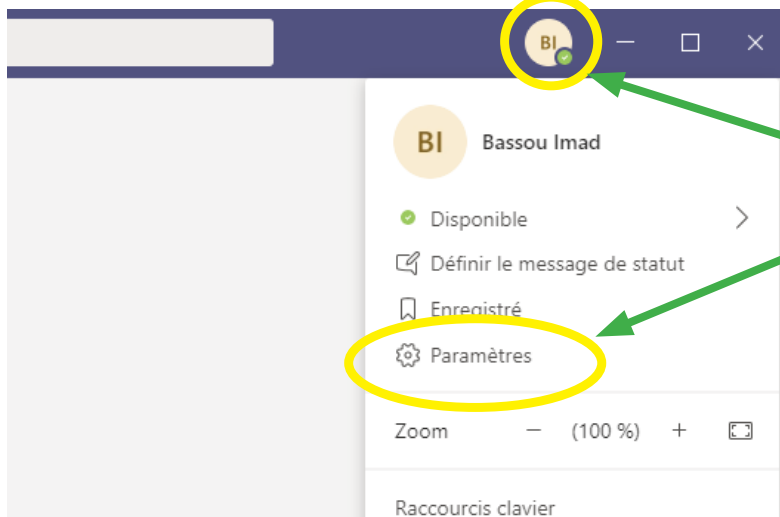 BI
BI
Bassou Imad
Disponible
Définir le message de statut
Enregistré
Paramètres
Zoom − (100 %) +
Raccourcis clavier